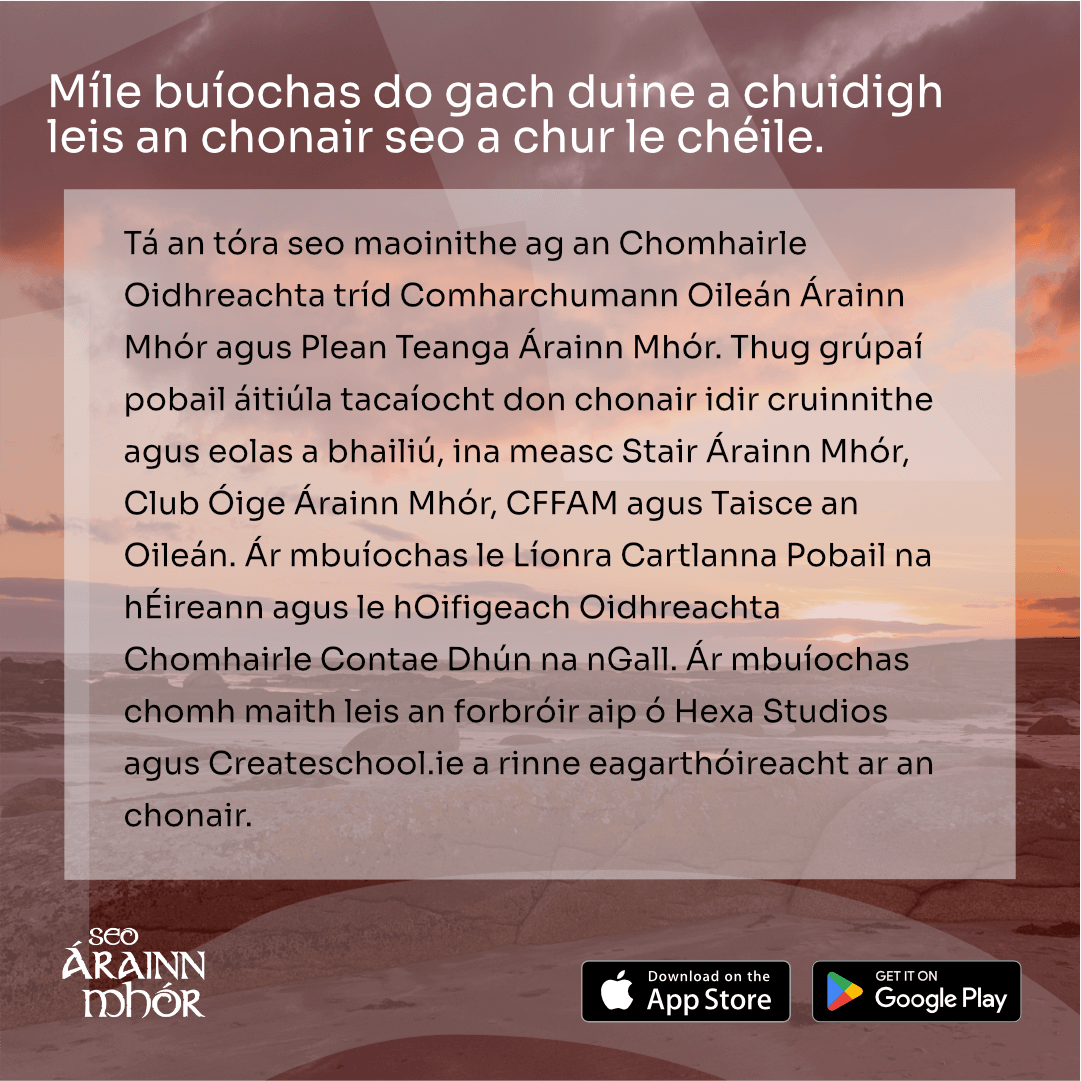 Míle buíochas do gach duine a chuidigh
leis an chonair seo a chur le chéile.
Tá an tóra seo maoinithe ag an Chomhairle
Oidhreachta tríd Comharchumann Oileán Árainn
Mhór agus Plean Teanga Árainn Mhór. Thug grúpaí
pobail áitiúla tacaíocht don chonair idir cruinnithe
agus eolas a bhailiú, ina measc Stair Árainn Mhór,
Club Óige Árainn Mhór, CFFAM agus Taisce an
Oileán. Ár mbuíochas le Líonra Cartlanna Pobail na
hÉireann agus le hOifigeach Oidhreachta
Chomhairle Contae Dhún na nGall. Ár mbuíochas
chomh maith leis an forbróir aip ó Hexa Studios
agus Createschool.ie a rinne eagarthóireacht ar an
chonair.
SEO
ÁRAINN
MHÓR
Download on the
App Store
GET IT ON
Google Play